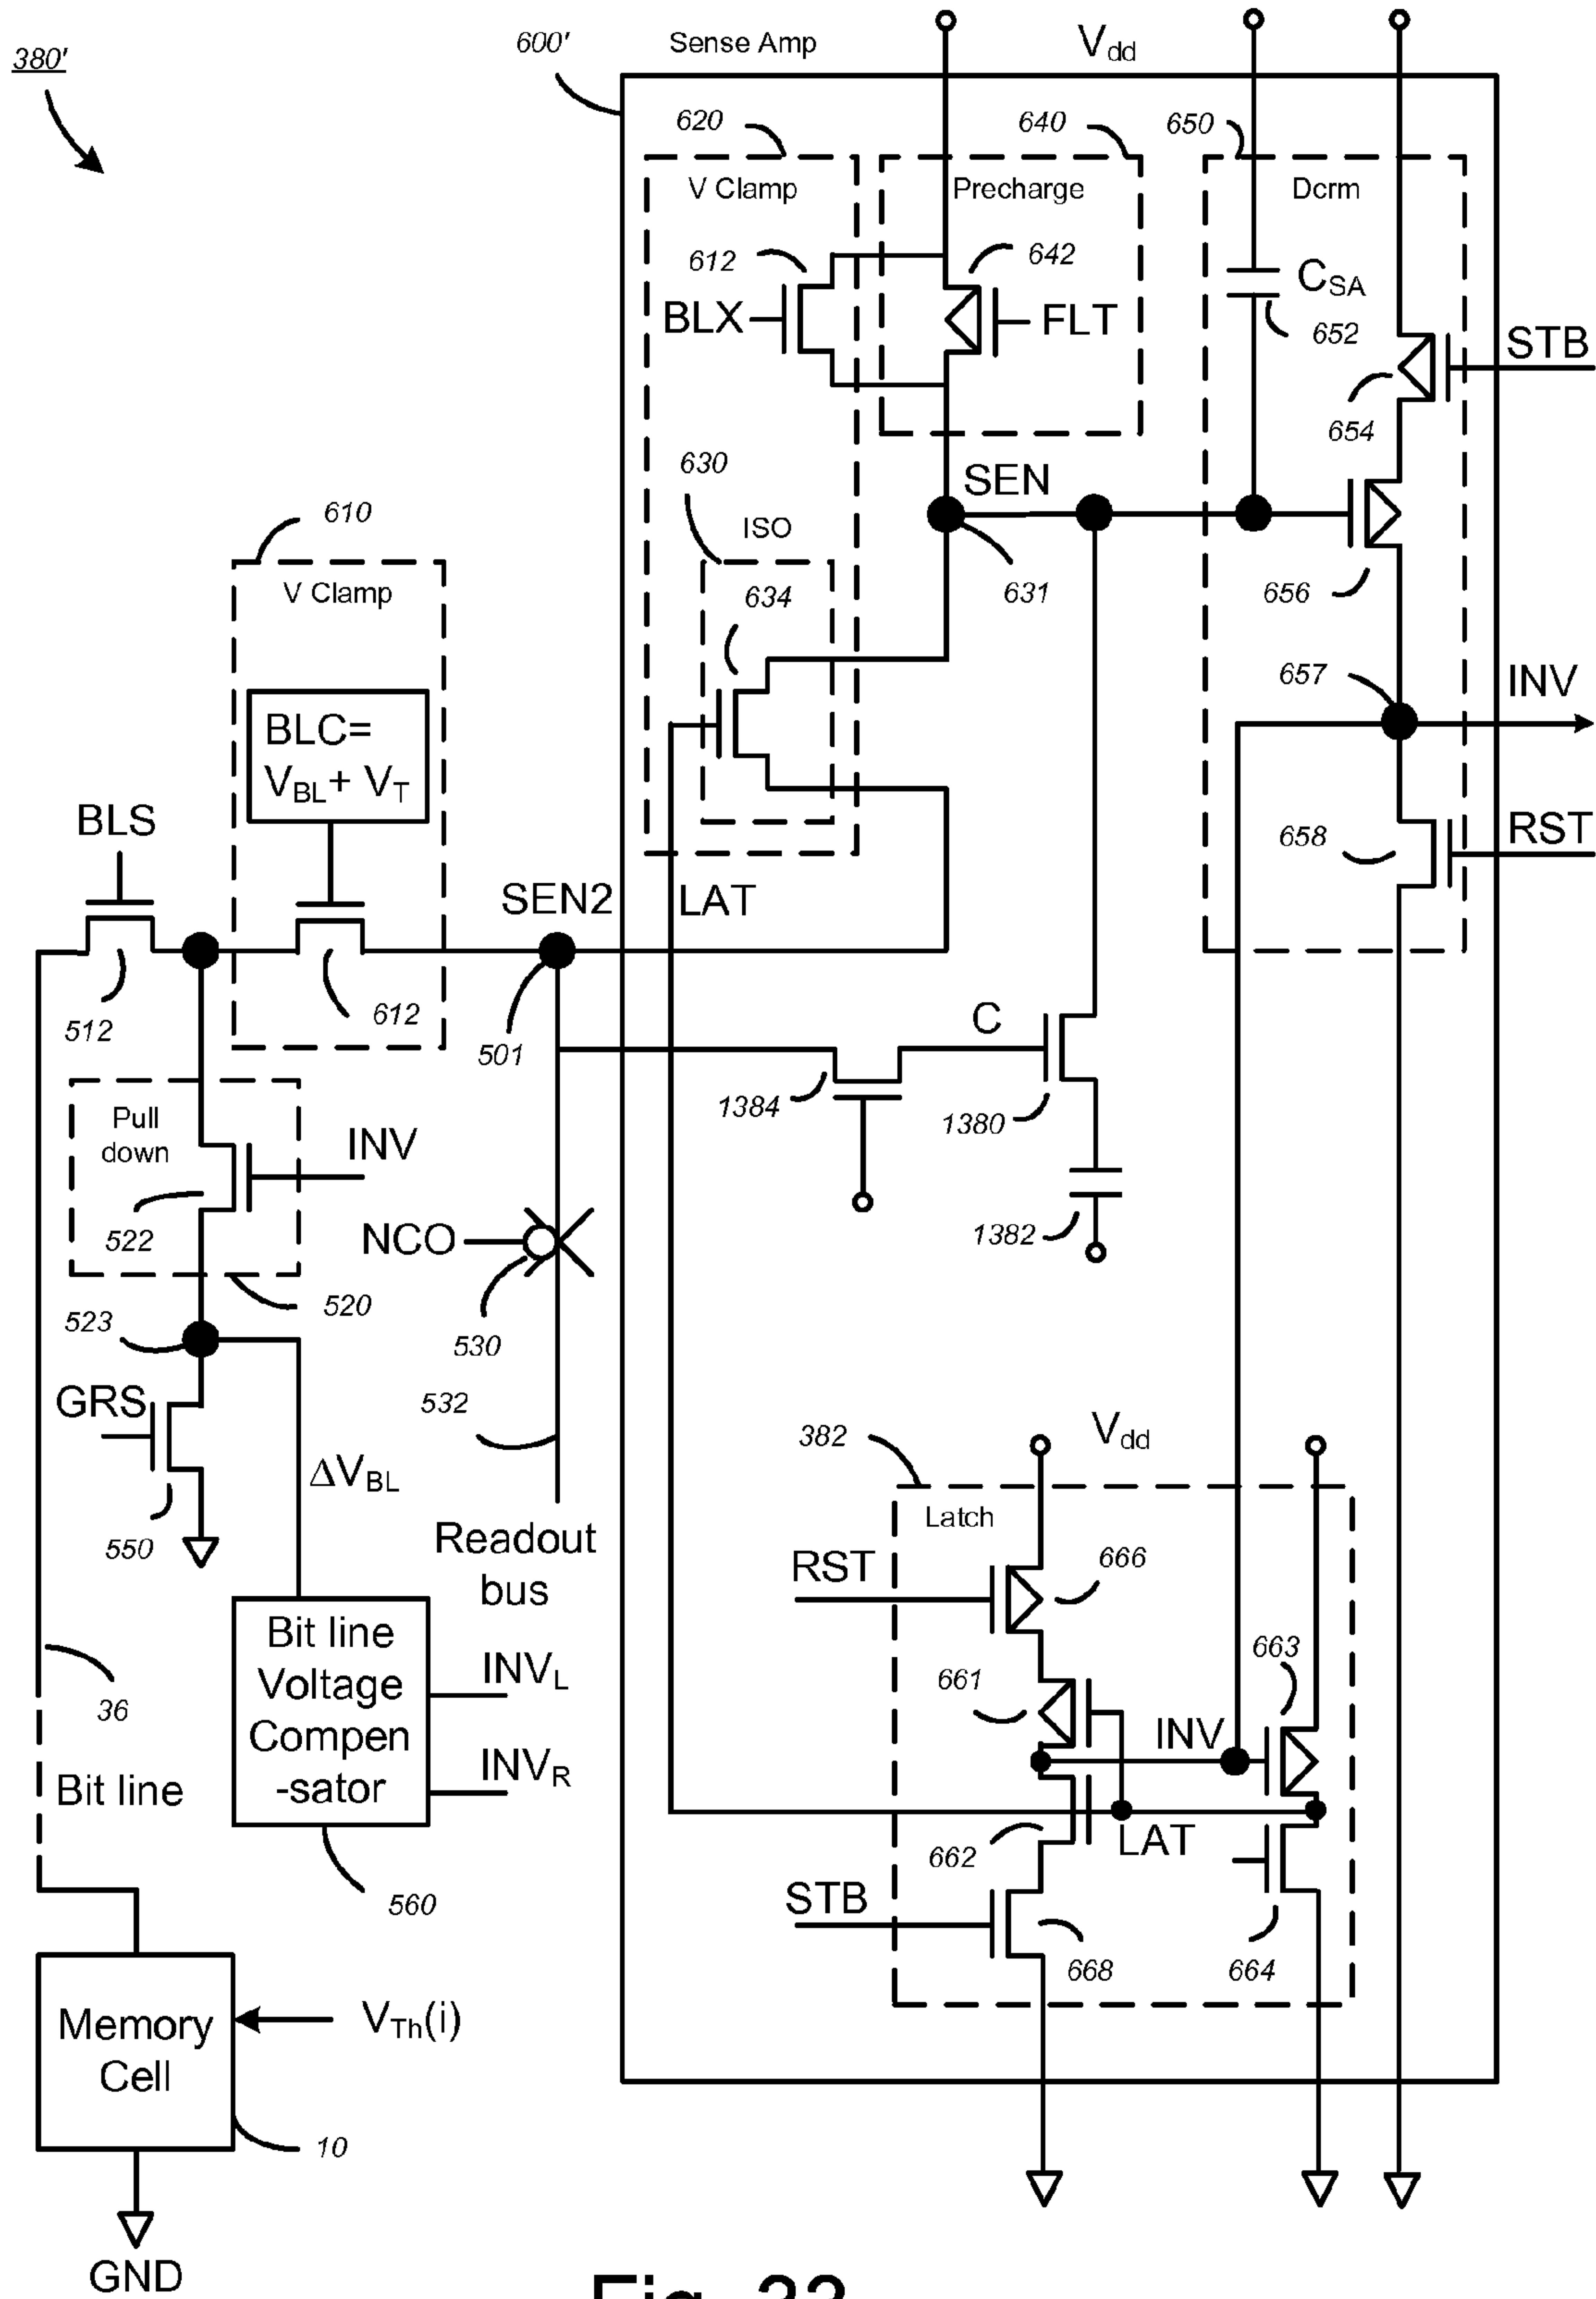 380'
600'
Sense Amp
Vdd
620
640
650
V Clamp
Precharge
Dcrm
612
642
CSA
BLX
FLT
652
STB
654
630
SEN
610
ISO
V Clamp
634
631
656
657
INV
BLC=
VBL+ VT
BLS
658
RST
SEN2
LAT
512
612
501
C
1384
1380
Pull
down
INV
522
NCO
1382
520
523
530
GRS
532
382
Vdd
ΔVBL
Latch
550
Readout
bus
RST
666
Bit line
Voltage
Compen
-sator
INVL
663
36
661
INV
INVR
Bit line
LAT
662
560
STB
668
664
Memory
Cell
VTh(i)
10
GND